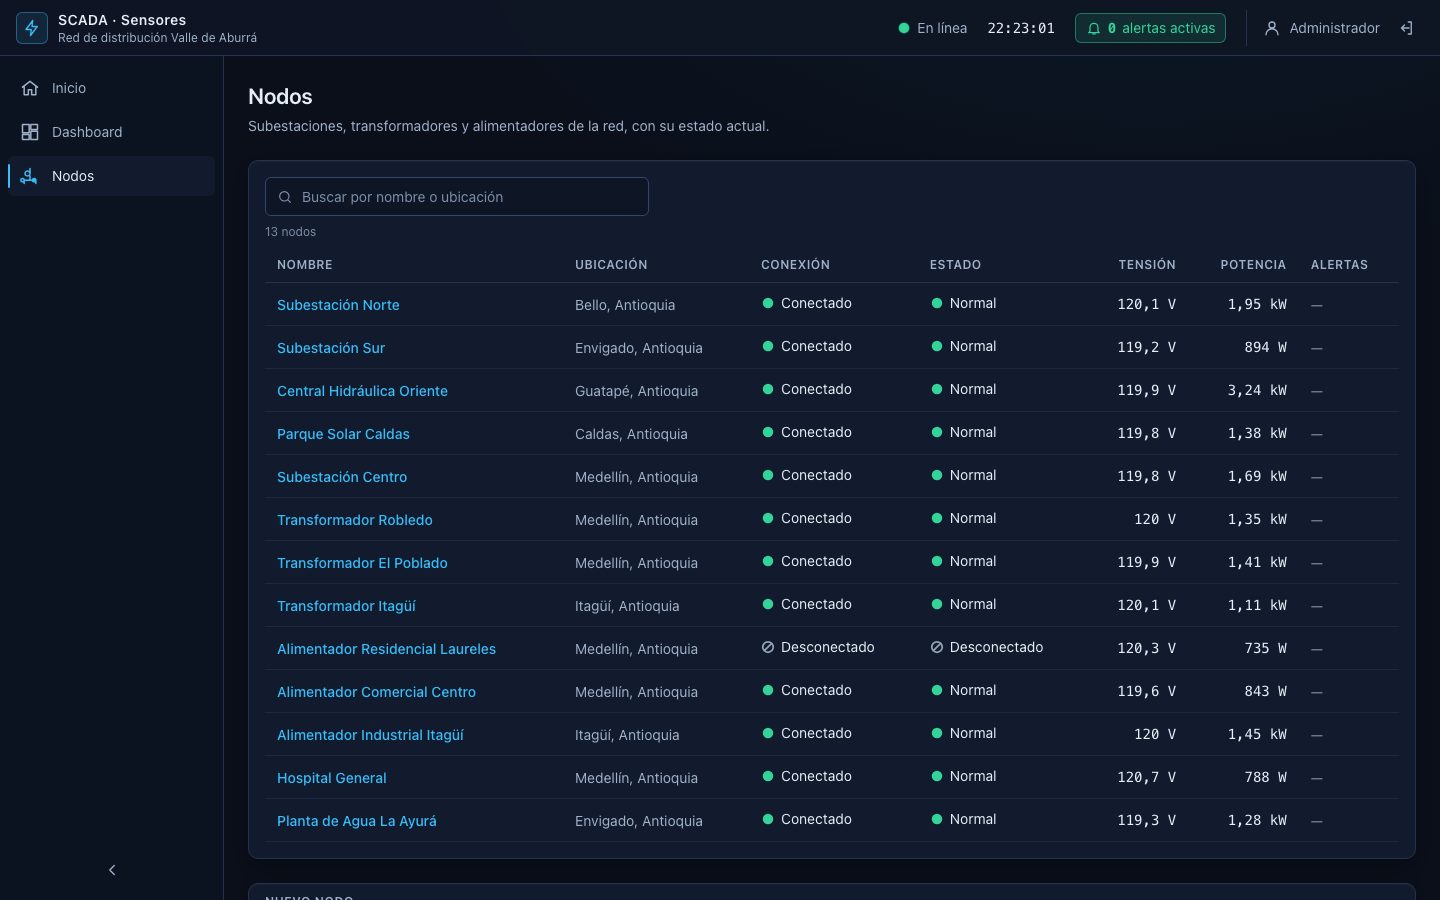 SCADA · Sensores
Red de distribución Valle de Aburrá
En línea 22:23:01 0 alertas activas Administrador
Inicio
Dashboard
Nodos
Nodos
Subestaciones, transformadores y alimentadores de la red, con su estado actual.
Buscar por nombre o ubicación
13 nodos
NOMBRE UBICACIÓN CONEXIÓN ESTADO TENSIÓN POTENCIA ALERTAS
Subestación Norte Bello, Antioquia Conectado Normal 120,1 V 1,95 kW —
Subestación Sur Envigado, Antioquia Conectado Normal 119,2 V 894 W —
Central Hidráulica Oriente Guatapé, Antioquia Conectado Normal 119,9 V 3,24 kW —
Parque Solar Caldas Caldas, Antioquia Conectado Normal 119,8 V 1,38 kW —
Subestación Centro Medellín, Antioquia Conectado Normal 119,8 V 1,69 kW —
Transformador Robledo Medellín, Antioquia Conectado Normal 120 V 1,35 kW —
Transformador El Poblado Medellín, Antioquia Conectado Normal 119,9 V 1,41 kW —
Transformador Itagüí Itagüí, Antioquia Conectado Normal 120,1 V 1,11 kW —
Alimentador Residencial Laureles Medellín, Antioquia Desconectado Desconectado 120,3 V 735 W —
Alimentador Comercial Centro Medellín, Antioquia Conectado Normal 119,6 V 843 W —
Alimentador Industrial Itagüí Itagüí, Antioquia Conectado Normal 120 V 1,45 kW —
Hospital General Medellín, Antioquia Conectado Normal 120,7 V 788 W —
Planta de Agua La Ayurá Envigado, Antioquia Conectado Normal 119,3 V 1,28 kW —
NUEVO NODO